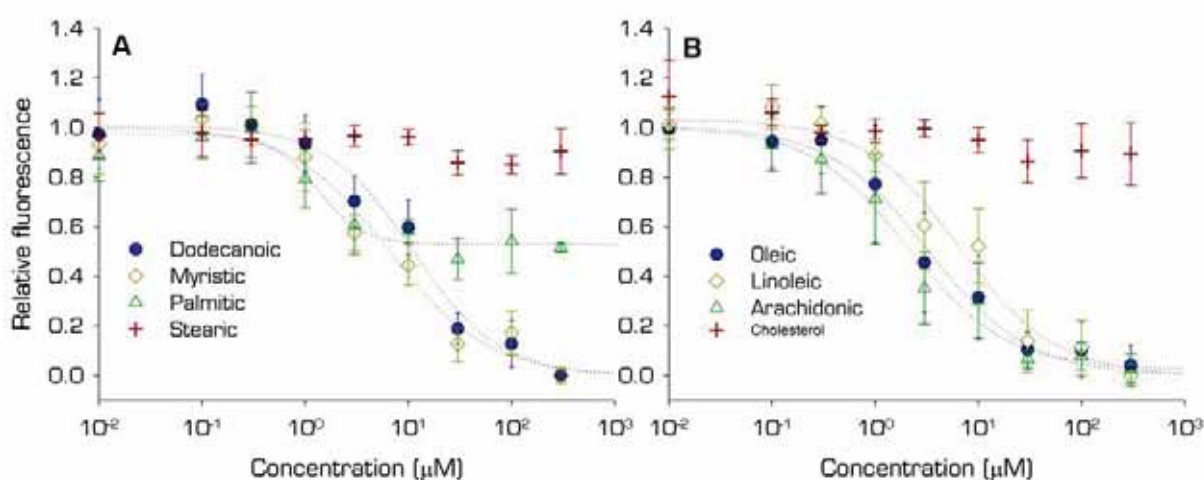 A
B
Relative fluorescence
1.4
1.2
1.0
0.8
0.6
0.4
0.2
0.0
Dodecanoic
Myristic
Palmitic
Stearic
10⁻² 10⁻¹ 10⁰ 10¹ 10² 10³
Concentration (µM)
1.4
1.2
1.0
0.8
0.6
0.4
0.2
0.0
Oleic
Linoleic
Arachidonic
Cholesterol
10⁻² 10⁻¹ 10⁰ 10¹ 10² 10³
Concentration (µM)